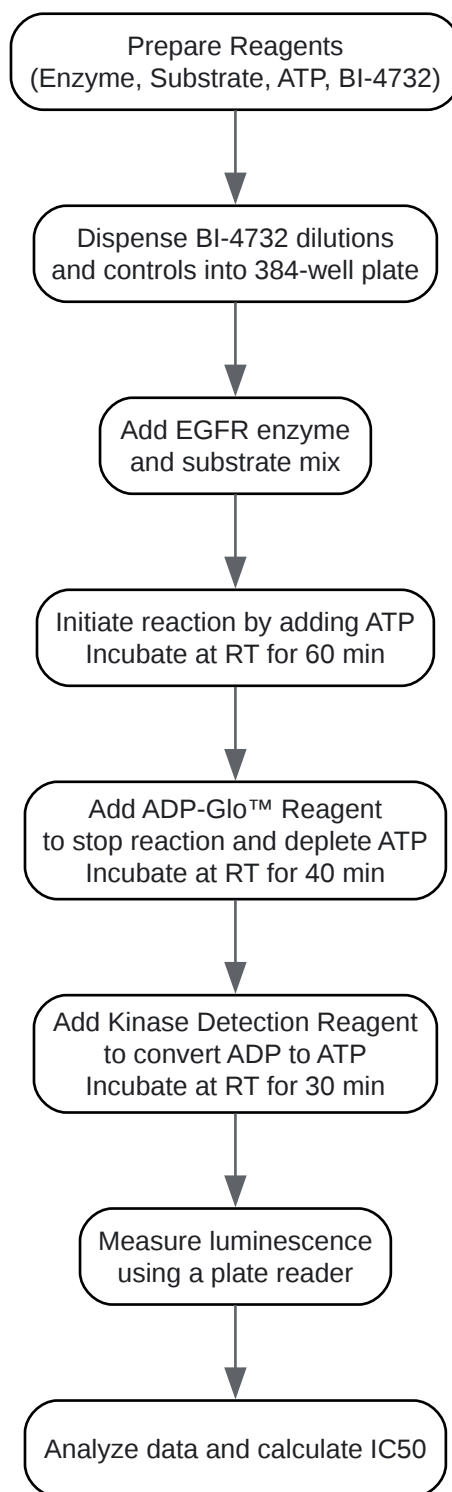 Prepare Reagents
(Enzyme, Substrate, ATP, BI-4732)
Dispense BI-4732 dilutions
and controls into 384-well plate
Add EGFR enzyme
and substrate mix
Initiate reaction by adding ATP
Incubate at RT for 60 min
Add ADP-Glo™ Reagent
to stop reaction and deplete ATP
Incubate at RT for 40 min
Add Kinase Detection Reagent
to convert ADP to ATP
Incubate at RT for 30 min
Measure luminescence
using a plate reader
Analyze data and calculate IC50